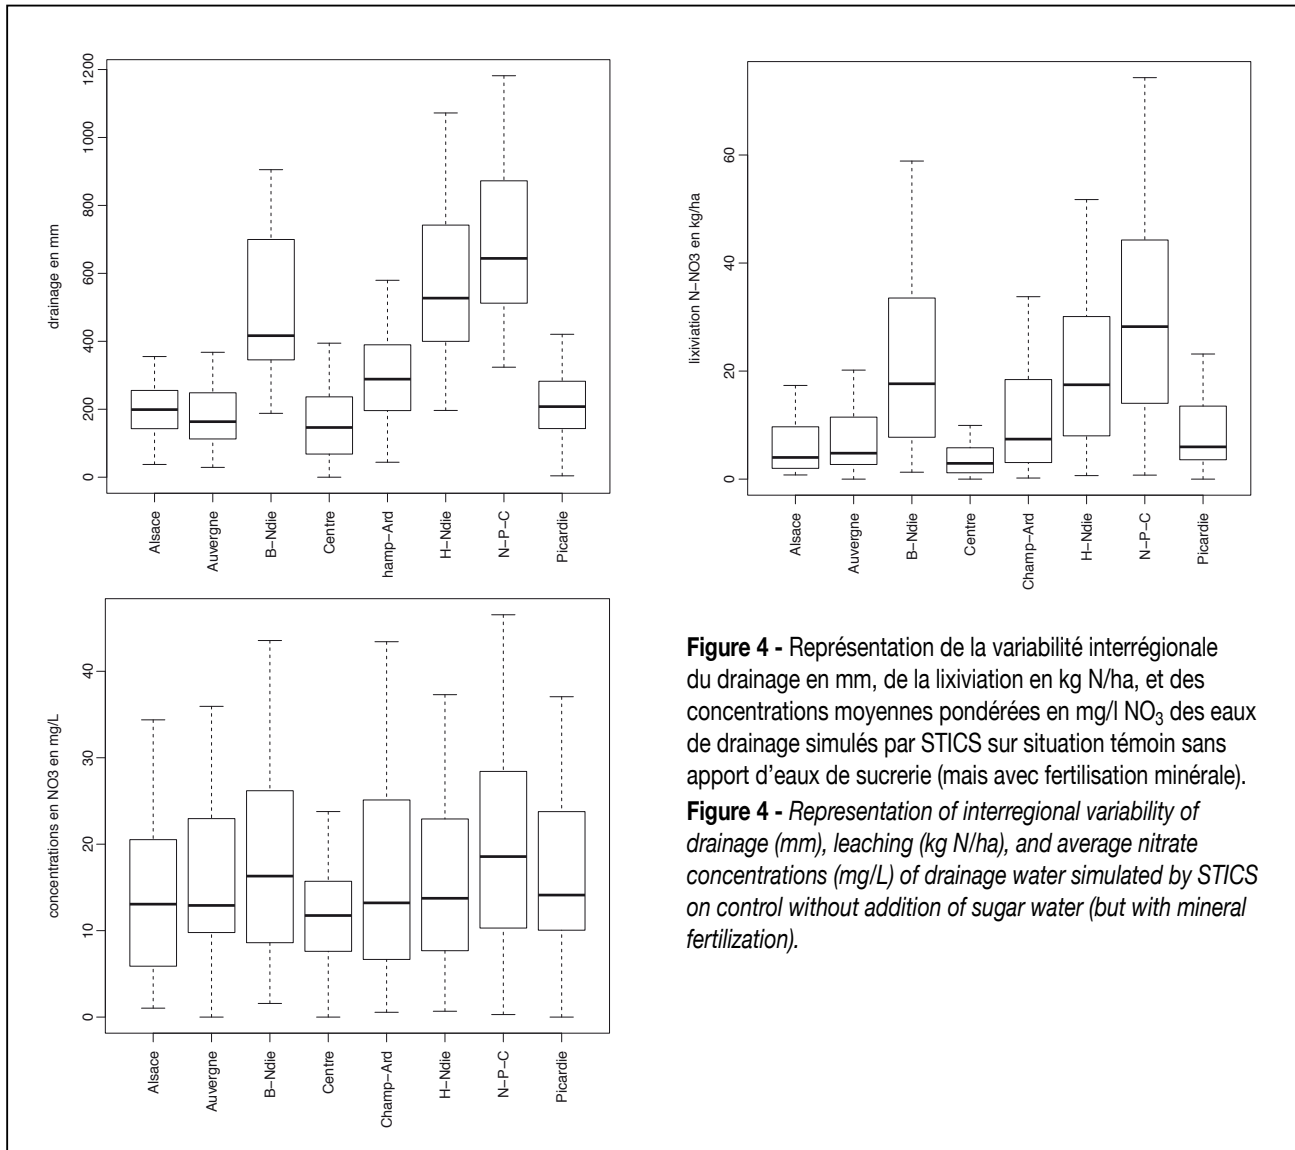 drainage en mm
1200
1000
800
600
400
200
0
Alsace
Auvergne
B–Ndie
Centre
hamp–Ard
H–Ndie
N–P–C
Picardie
lixiviation N–NO3 en kg/ha
60
40
20
0
Alsace
Auvergne
B–Ndie
Centre
Champ–Ard
H–Ndie
N–P–C
Picardie
concentrations en NO3 en mg/L
40
30
20
10
0
Alsace
Auvergne
B–Ndie
Centre
Champ–Ard
H–Ndie
N–P–C
Picardie
Figure 4 - Représentation de la variabilité interrégionale
du drainage en mm, de la lixiviation en kg N/ha, et des
concentrations moyennes pondérées en mg/l NO₃ des eaux
de drainage simulés par STICS sur situation témoin sans
apport d'eaux de sucrerie (mais avec fertilisation minérale).
Figure 4 - Representation of interregional variability of
drainage (mm), leaching (kg N/ha), and average nitrate
concentrations (mg/L) of drainage water simulated by STICS
on control without addition of sugar water (but with mineral
fertilization).